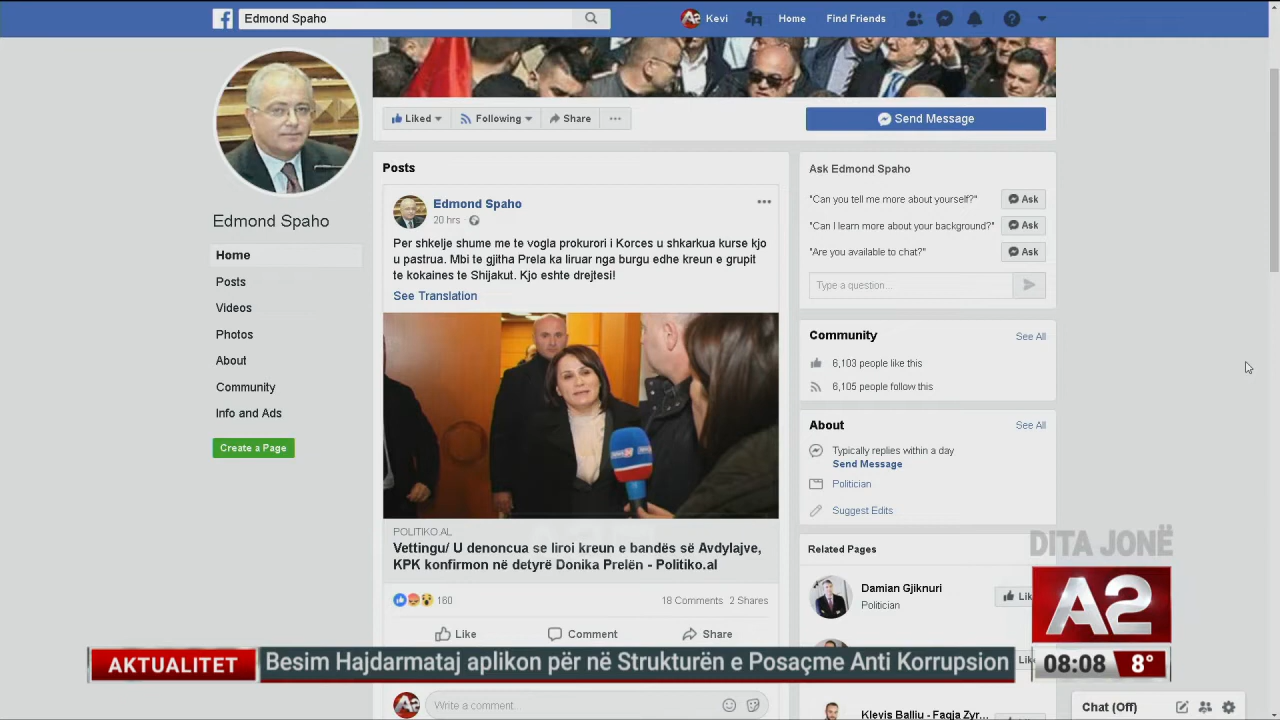 Edmond Spaho
Kevi
Home
Find Friends
Liked
Following
Share
Send Message
Edmond Spaho
Home
Posts
Videos
Photos
About
Community
Info and Ads
Create a Page
Posts
Edmond Spaho
20 hrs
Per shkelje shume me te vogla prokurori i Korces u shkarkua kurse kjo
u pastrua. Mbi te gjitha Prela ka liruar nga burgu edhe kreun e grupit
te kokaines te Shijakut. Kjo eshte drejtesi!
See Translation
POLITIKO.AL
Vettingu/ U denoncua se liroi kreun e bandës së Avdylajve,
KPK konfirmon në detyrë Donika Prelën - Politiko.al
160
18 Comments 2 Shares
Like
Comment
Share
Write a comment...
Ask Edmond Spaho
"Can you tell me more about yourself?"
Ask
"Can I learn more about your background?"
Ask
"Are you available to chat?"
Ask
Type a question...
Community
See All
6,103 people like this
6,105 people follow this
About
See All
Typically replies within a day
Send Message
Politician
Suggest Edits
Related Pages
Damian Gjiknuri
Politician
Klevis Balliu - Faqja Zyr...
DITA JONË
A2
AKTUALITET
Besim Hajdarmataj aplikon për në Strukturën e Posaçme Anti Korrupsion
08:08
8°
Chat (Off)